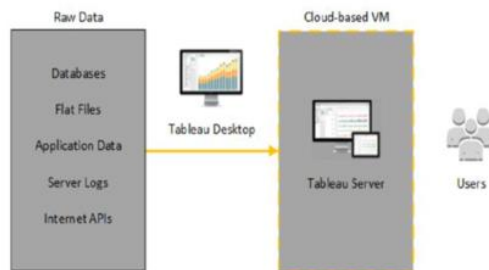 Raw Data
Cloud-based VM
Databases
Flat Files
Application Data
Server Logs
Internet APIs
Tableau Desktop
Tableau Server
Users